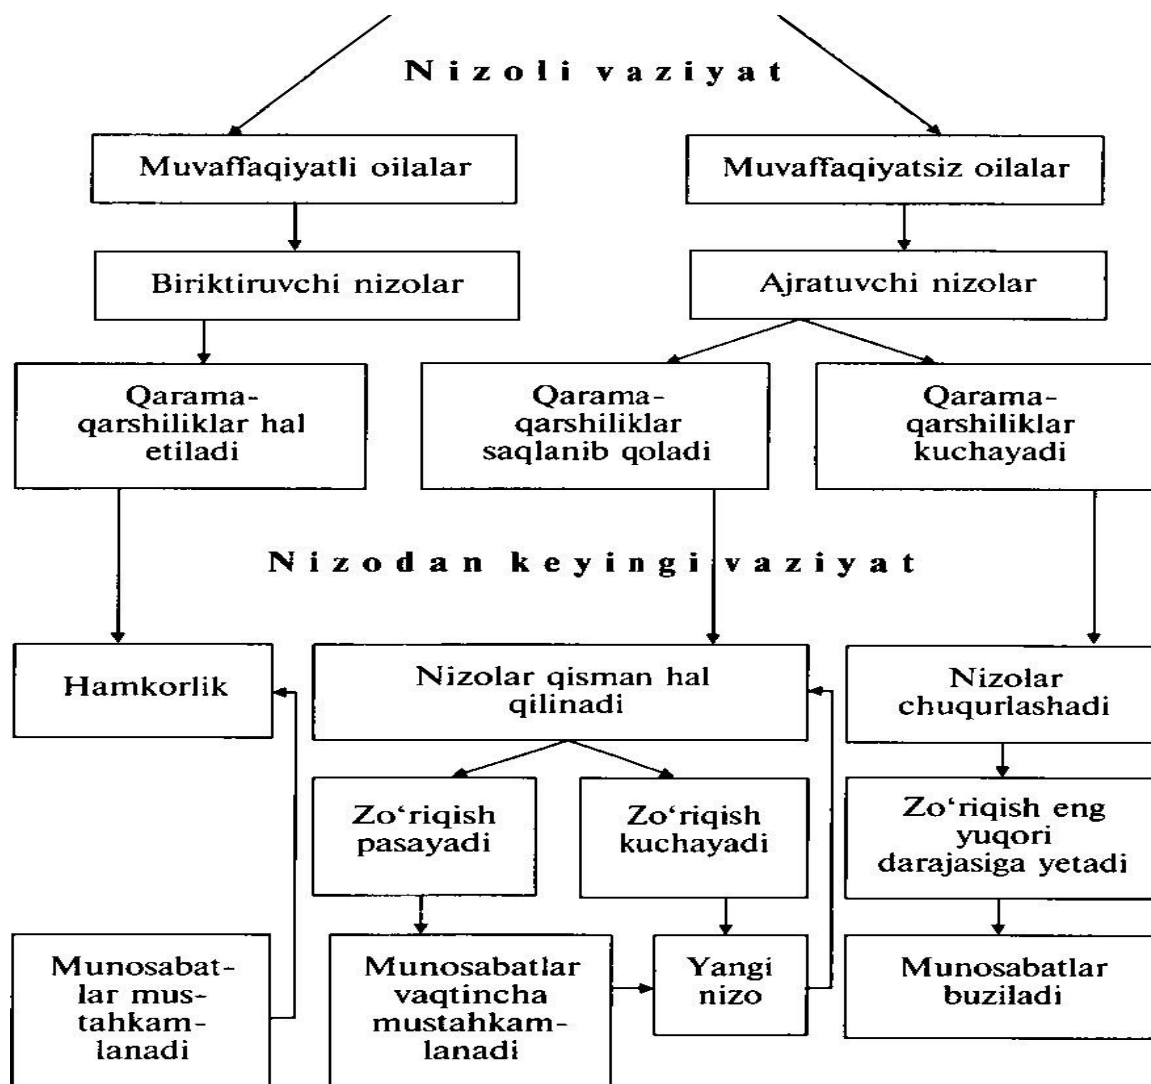 Nizoli vaziyat
Muvaffaqiyatli oilalar
Muvaffaqiyatsiz oilalar
Biriktiruvchi nizolar
Ajratuvchi nizolar
Qarama-
qarshiliklar hal
etiladi
Qarama-
qarshiliklar
saqlanib qoladi
Qarama-
qarshiliklar
kuchayadi
Nizodan keyingi vaziyat
Hamkorlik
Nizolar qisman hal
qilinadi
Nizolar
chuqurlashadi
Zo‘riqish
pasayadi
Zo‘riqish
kuchayadi
Zo‘riqish eng
yuqori
darajasiga yetadi
Munosabat-
lar mus-
tahkam-
lanadi
Munosabatlar
vaqtincha
mustahkam-
lanadi
Yangi
nizo
Munosabatlar
buziladi